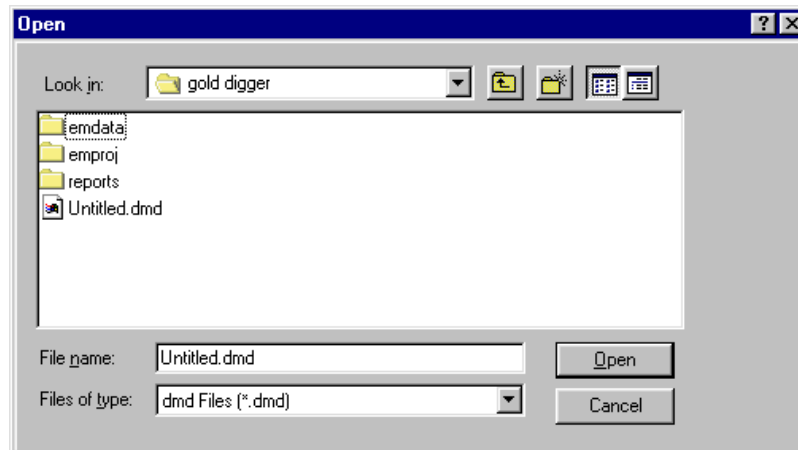 Open
Look in: gold digger
emdata
emproj
reports
Untitled.dmd
File name: Untitled.dmd Open
Files of type: dmd Files (*.dmd) Cancel